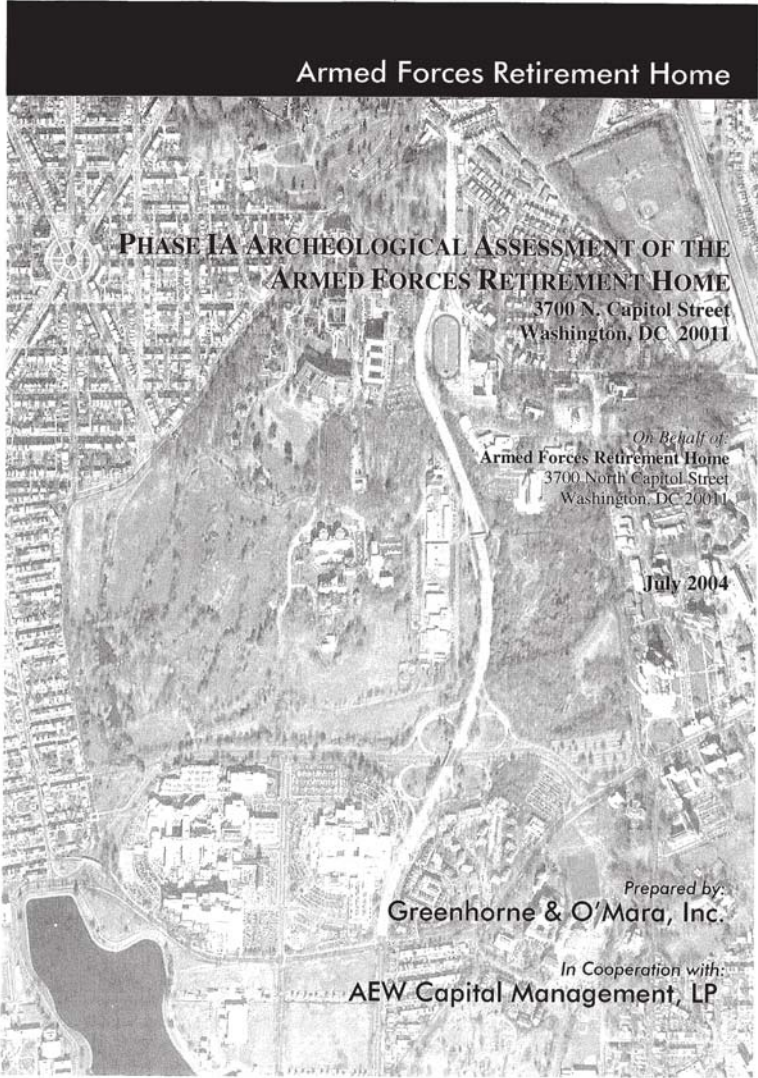 Armed Forces Retirement Home
PHASE IA ARCHEOLOGICAL ASSESSMENT OF THE
ARMED FORCES RETIREMENT HOME
3700 N. Capitol Street
Washington, DC 20011
On Behalf of:
Armed Forces Retirement Home
3700 North Capitol Street
Washington, DC 20011
July 2004
Prepared by:
Greenhorne & O'Mara, Inc.
In Cooperation with:
AEW Capital Management, LP